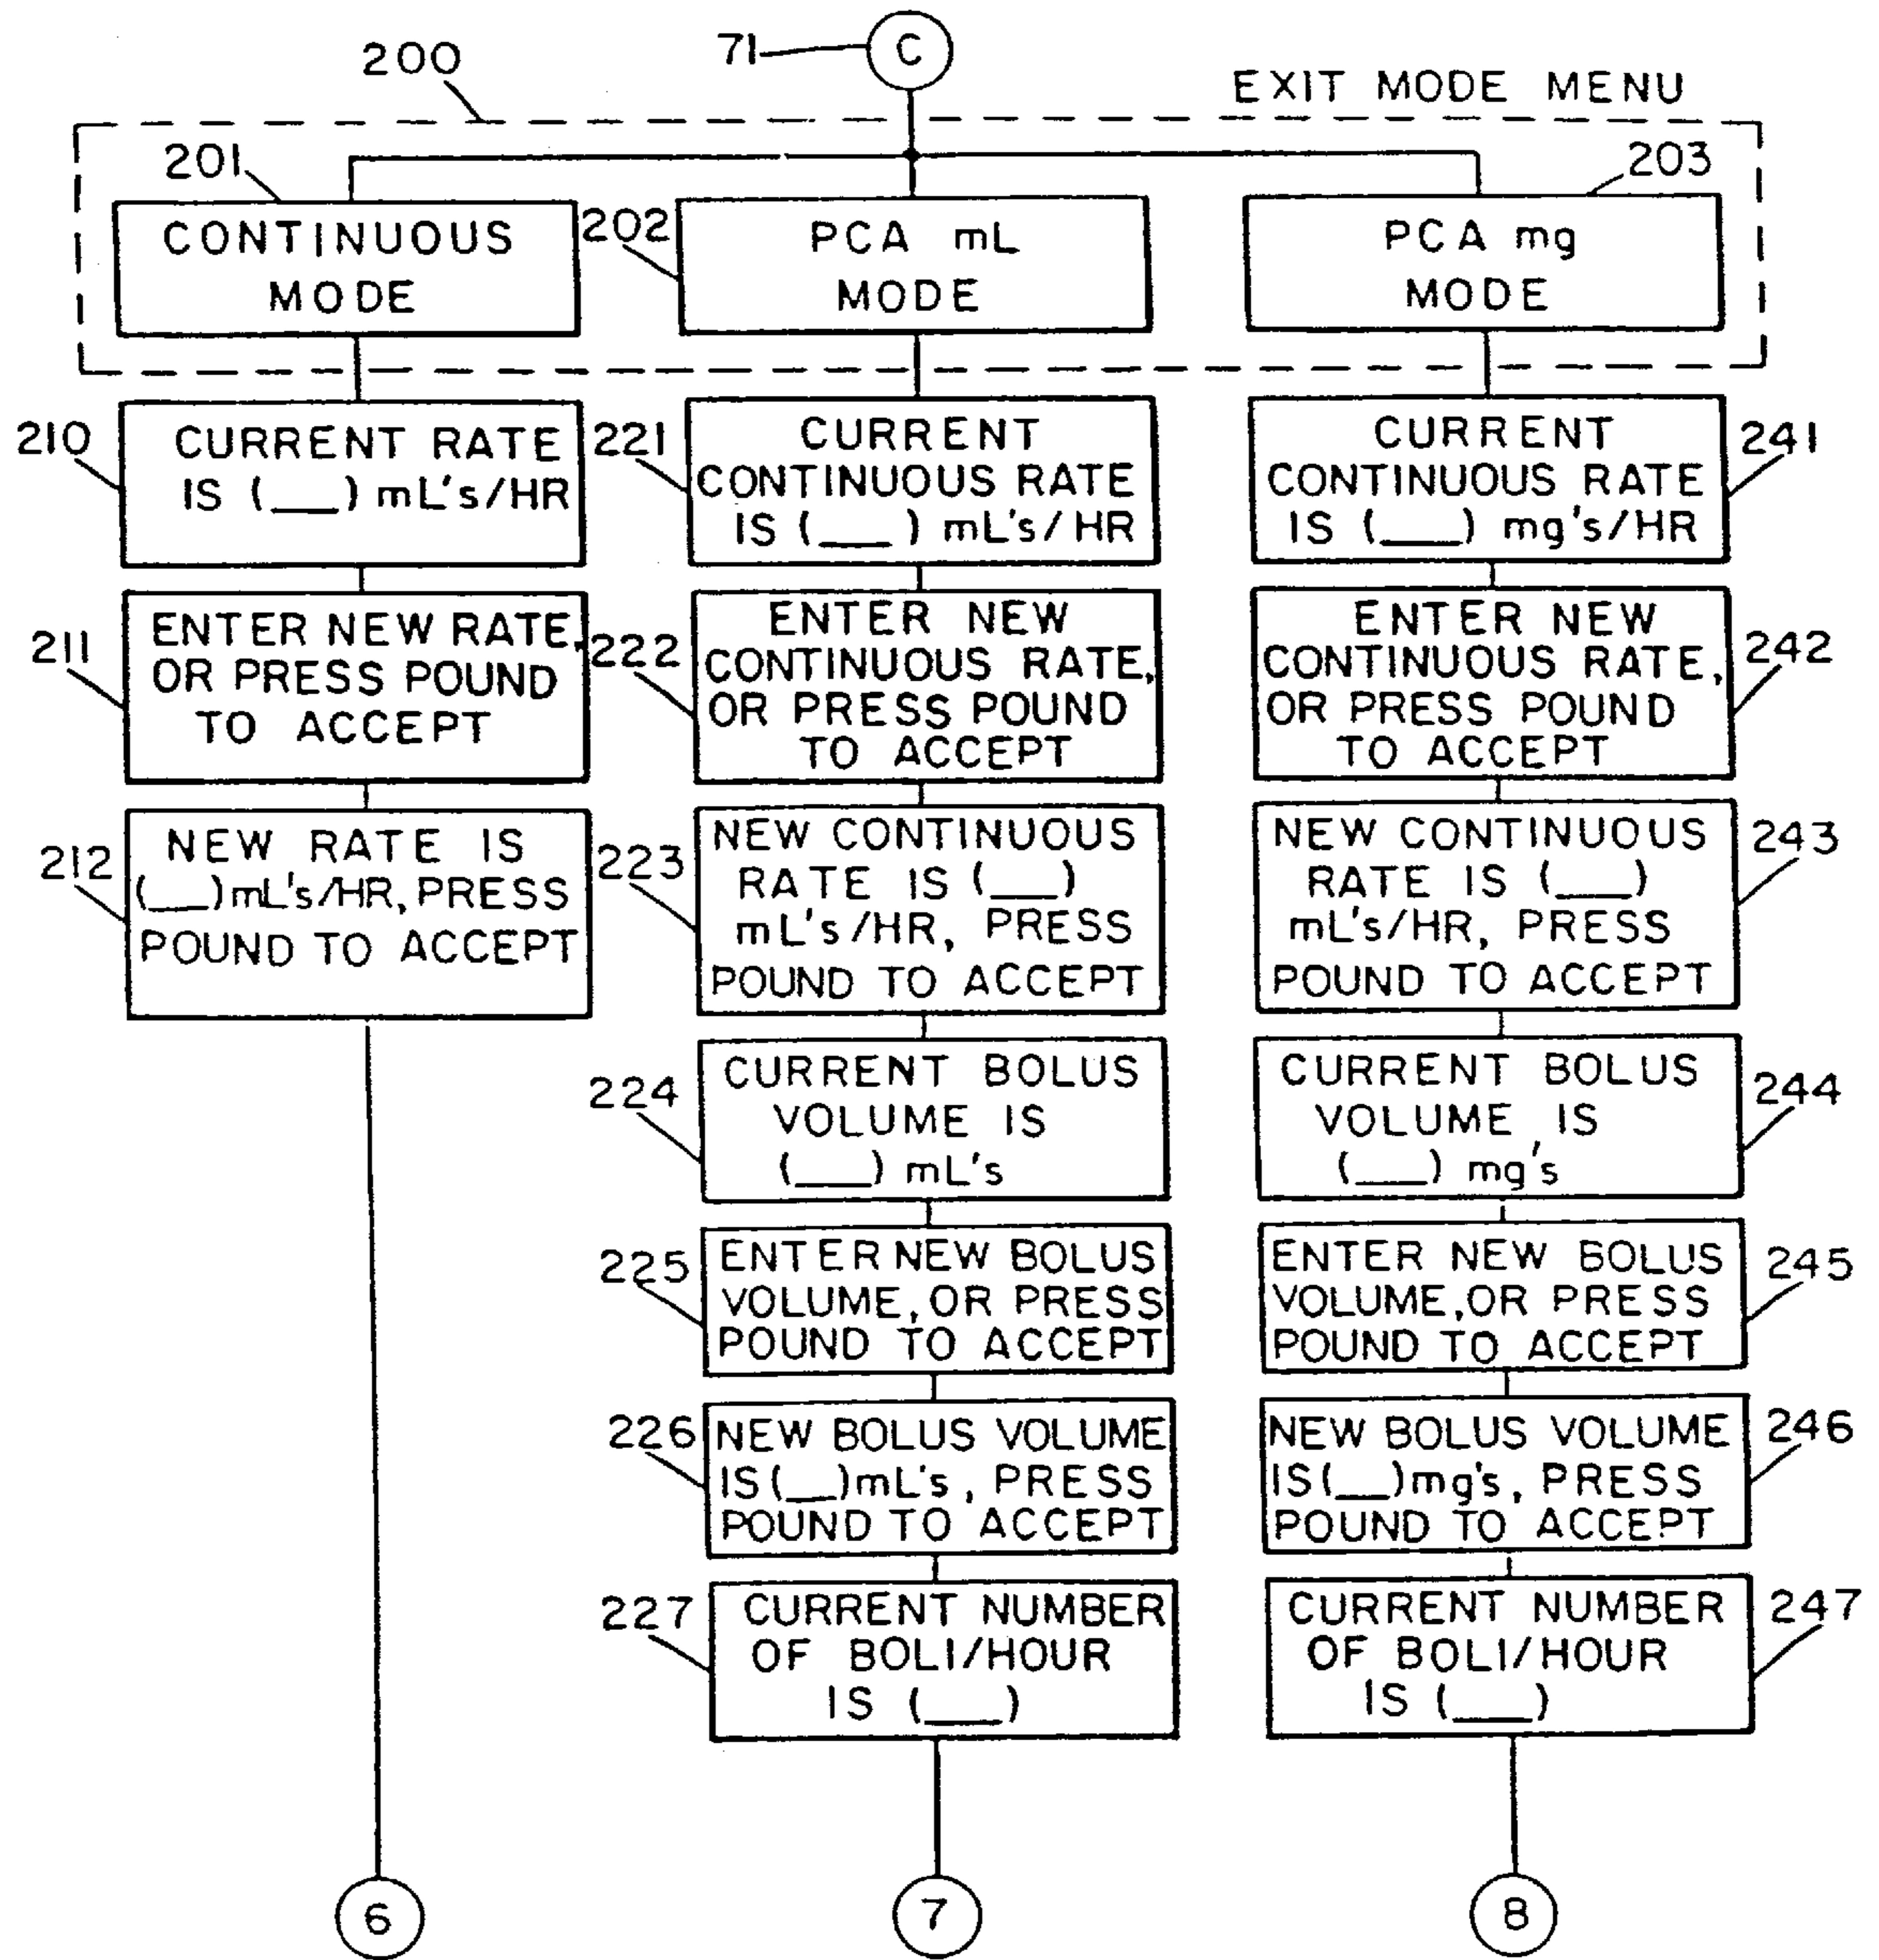 71
C
200
EXIT MODE MENU
201
CONTINUOUS
MODE
202
PCA mL
MODE
203
PCA mg
MODE
210
CURRENT RATE
IS (___) mL's/HR
211
ENTER NEW RATE,
OR PRESS POUND
TO ACCEPT
212
NEW RATE IS
(___) mL's/HR, PRESS
POUND TO ACCEPT
6
221
CURRENT
CONTINUOUS RATE
IS (___) mL's/HR
222
ENTER NEW
CONTINUOUS RATE,
OR PRESS POUND
TO ACCEPT
223
NEW CONTINUOUS
RATE IS (___)
mL's/HR, PRESS
POUND TO ACCEPT
224
CURRENT BOLUS
VOLUME IS
(___) mL's
225
ENTER NEW BOLUS
VOLUME, OR PRESS
POUND TO ACCEPT
226
NEW BOLUS VOLUME
IS (___) mL's, PRESS
POUND TO ACCEPT
227
CURRENT NUMBER
OF BOLI/HOUR
IS (___)
7
241
CURRENT
CONTINUOUS RATE
IS (___) mg's/HR
242
ENTER NEW
CONTINUOUS RATE,
OR PRESS POUND
TO ACCEPT
243
NEW CONTINUOUS
RATE IS (___)
mL's/HR, PRESS
POUND TO ACCEPT
244
CURRENT BOLUS
VOLUME IS
(___) mg's
245
ENTER NEW BOLUS
VOLUME, OR PRESS
POUND TO ACCEPT
246
NEW BOLUS VOLUME
IS (___) mg's, PRESS
POUND TO ACCEPT
247
CURRENT NUMBER
OF BOLI/HOUR
IS (___)
8